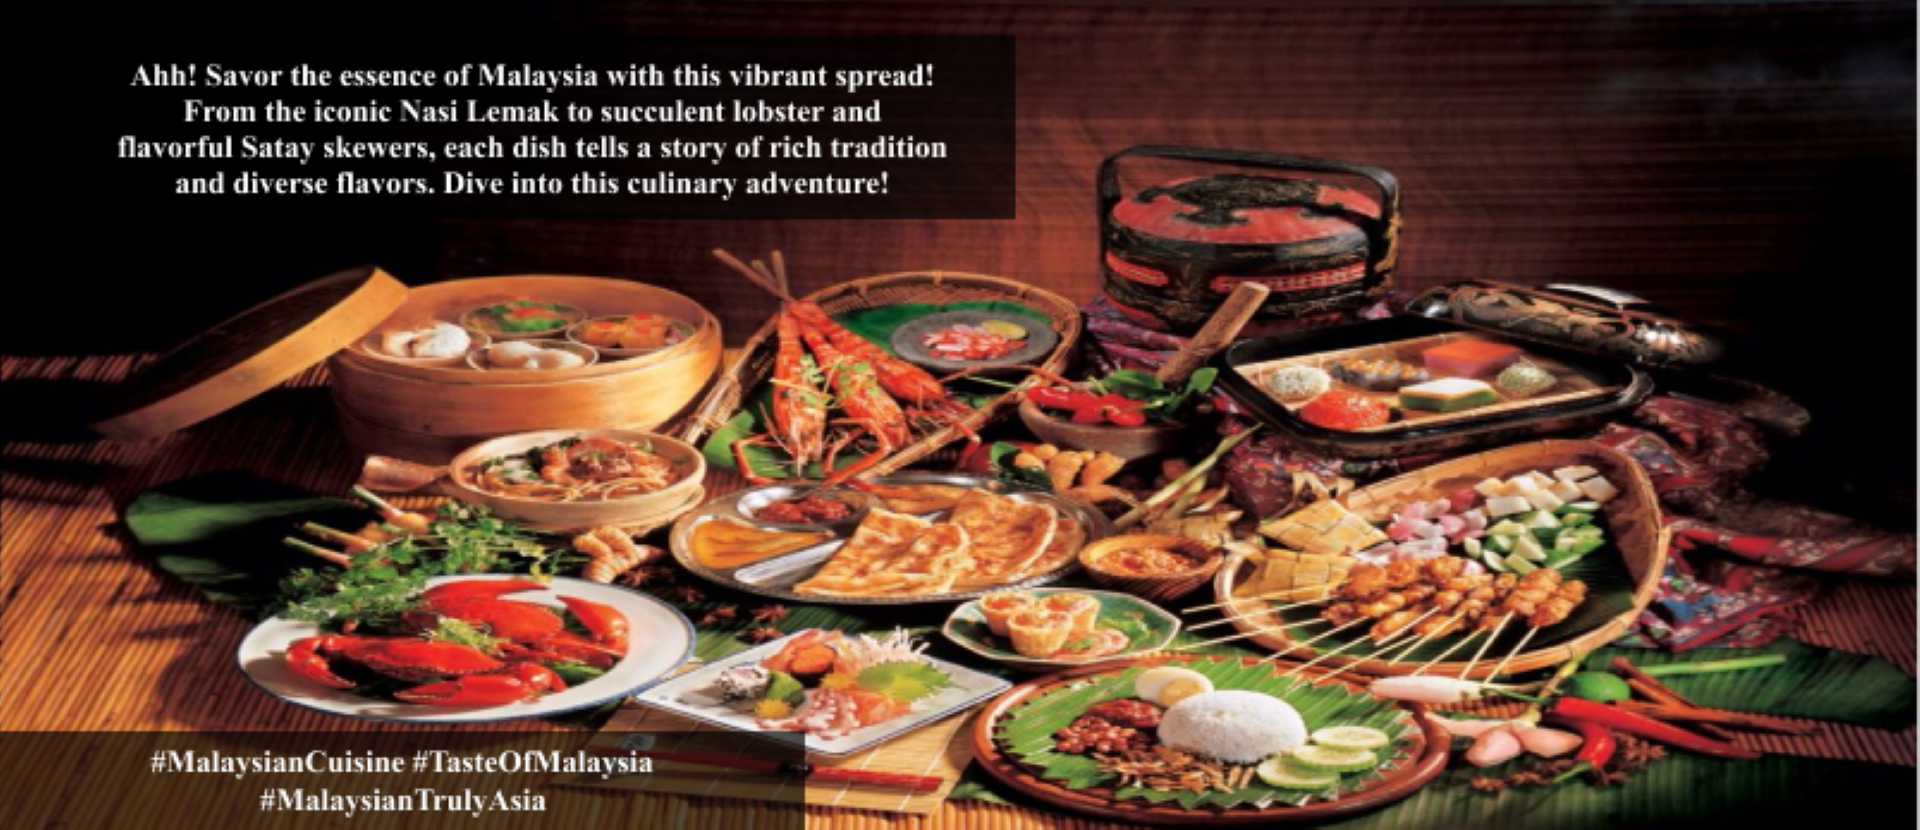 Ahh! Savor the essence of Malaysia with this vibrant spread!
From the iconic Nasi Lemak to succulent lobster and
flavorful Satay skewers, each dish tells a story of rich tradition
and diverse flavors. Dive into this culinary adventure!
#MalaysianCuisine #TasteOfMalaysia
#MalaysianTrulyAsia